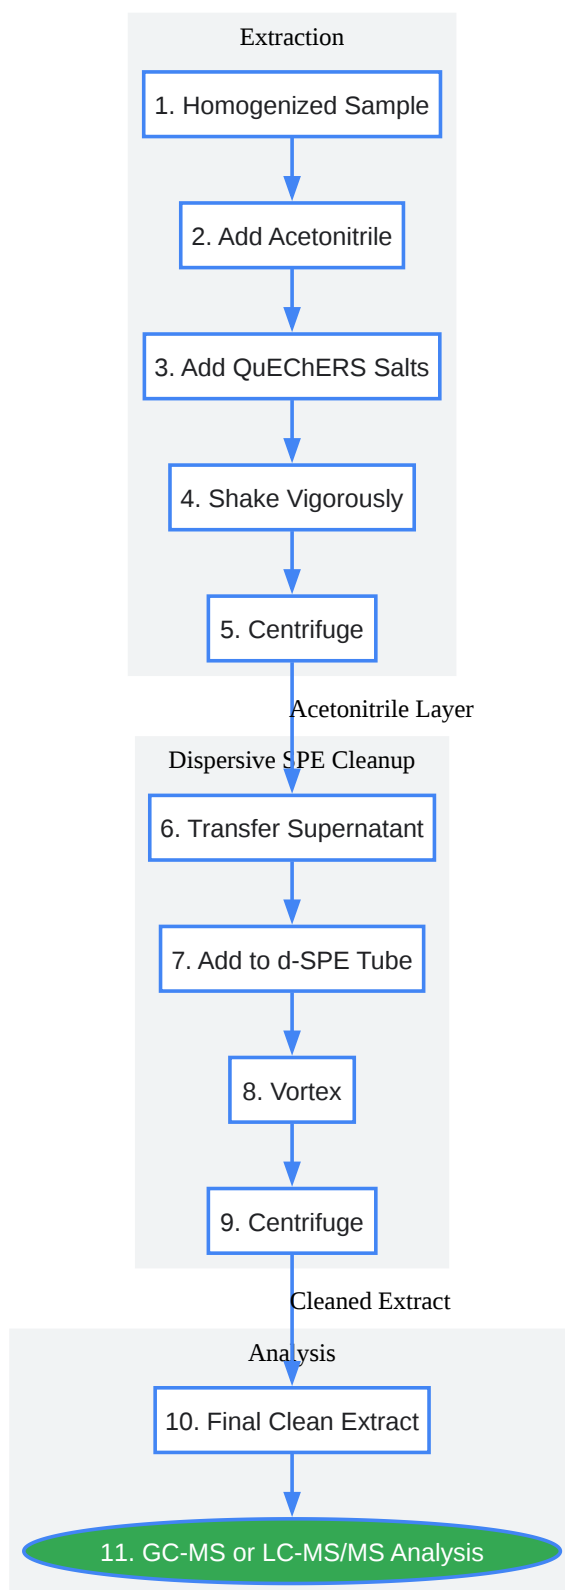 Extraction
1. Homogenized Sample
2. Add Acetonitrile
3. Add QuEChERS Salts
4. Shake Vigorously
5. Centrifuge
Acetonitrile Layer
Dispersive SPE Cleanup
6. Transfer Supernatant
7. Add to d-SPE Tube
8. Vortex
9. Centrifuge
Cleaned Extract
Analysis
10. Final Clean Extract
11. GC-MS or LC-MS/MS Analysis